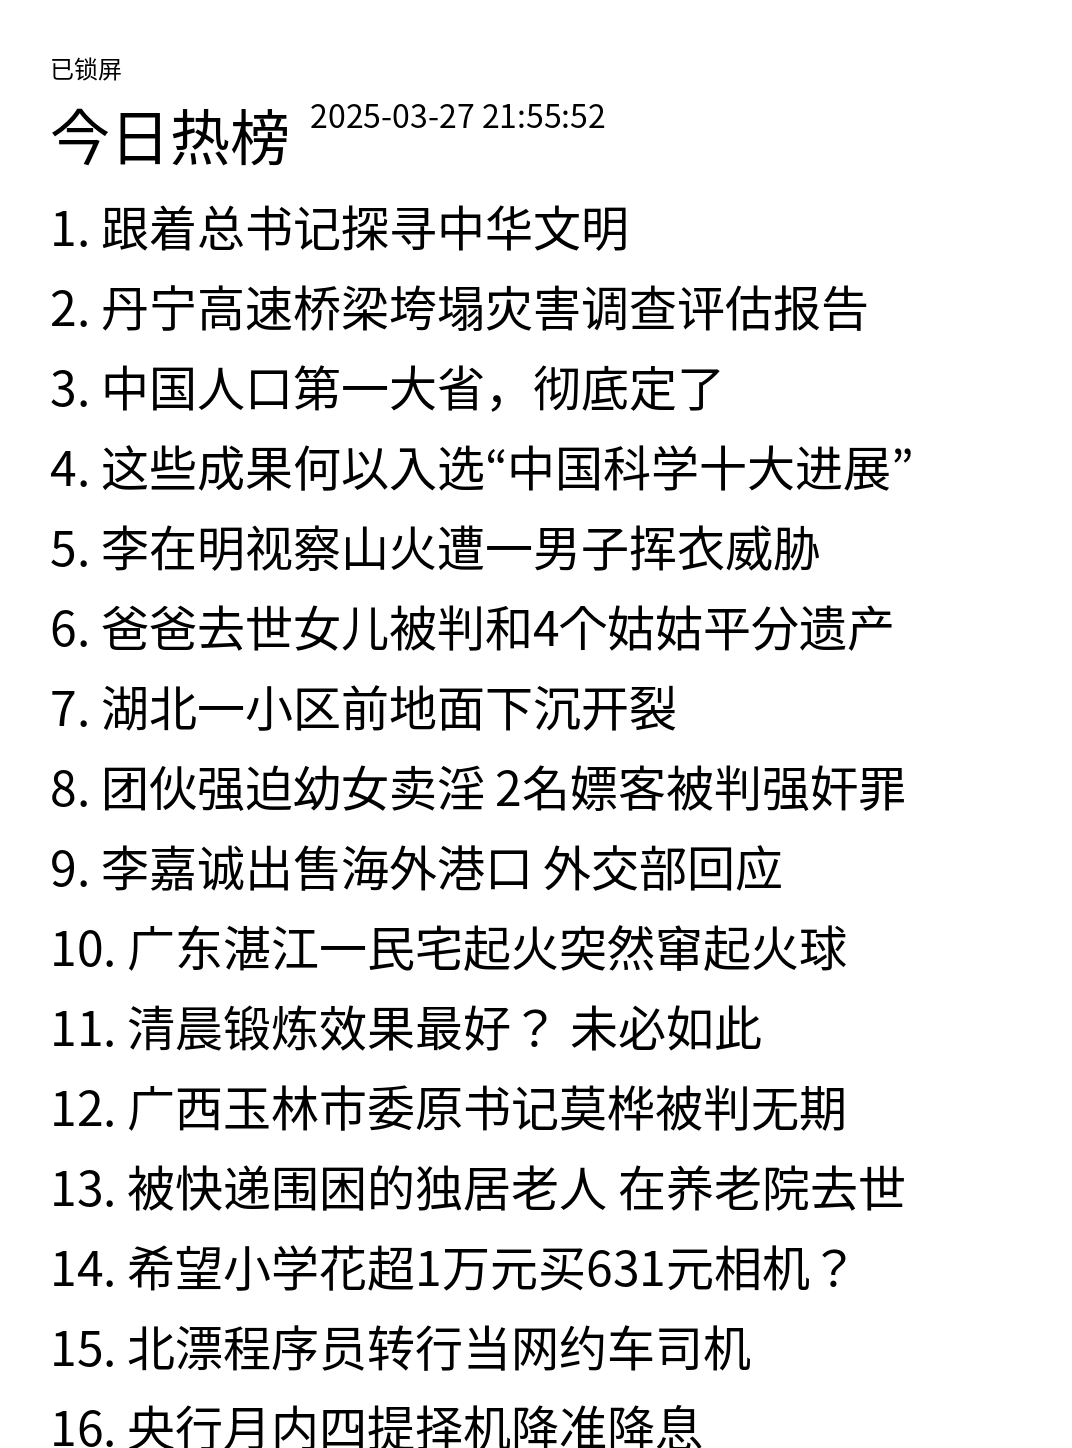 已锁屏
今日热榜 2025-03-27 21:55:52
1. 跟着总书记探寻中华文明
2. 丹宁高速桥梁垮塌灾害调查评估报告
3. 中国人口第一大省，彻底定了
4. 这些成果何以入选“中国科学十大进展”
5. 李在明视察山火遭一男子挥衣威胁
6. 爸爸去世女儿被判和4个姑姑平分遗产
7. 湖北一小区前地面下沉开裂
8. 团伙强迫幼女卖淫 2名嫖客被判强奸罪
9. 李嘉诚出售海外港口 外交部回应
10. 广东湛江一民宅起火突然窜起火球
11. 清晨锻炼效果最好？ 未必如此
12. 广西玉林市委原书记莫桦被判无期
13. 被快递围困的独居老人 在养老院去世
14. 希望小学花超1万元买631元相机？
15. 北漂程序员转行当网约车司机
16. 央行月内四提择机降准降息